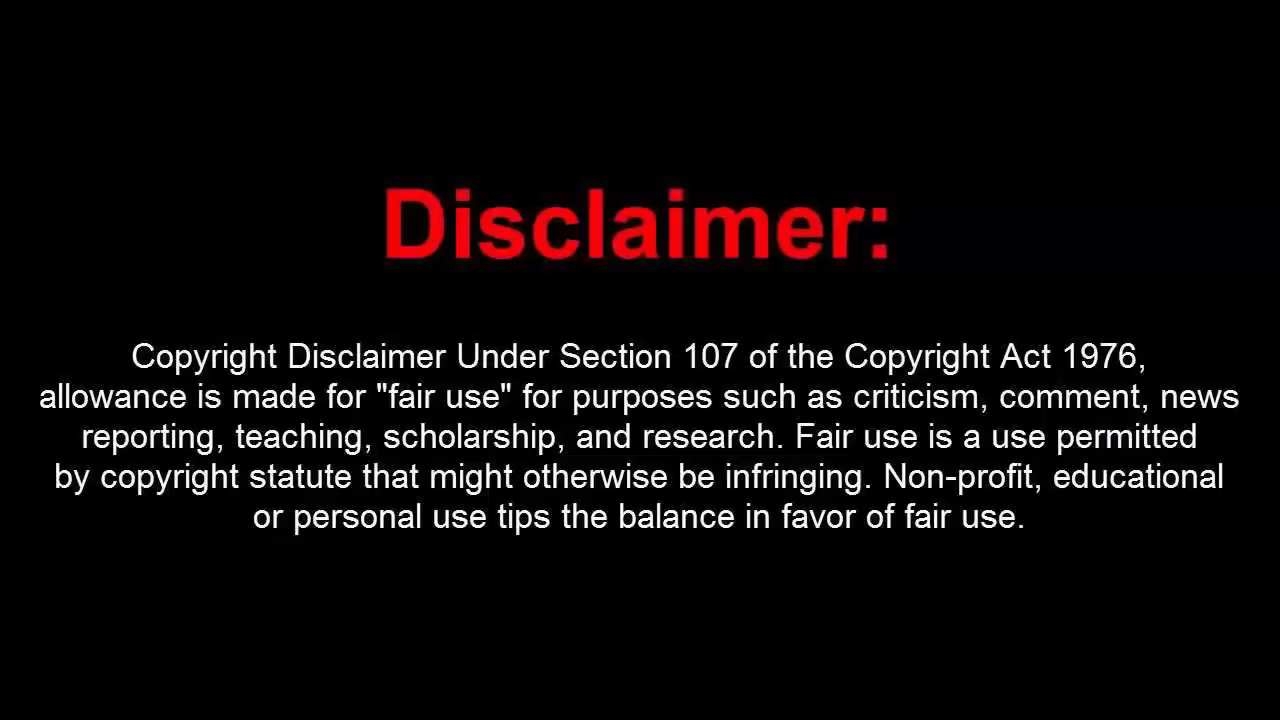 Disclaimer:
Copyright Disclaimer Under Section 107 of the Copyright Act 1976,
allowance is made for "fair use" for purposes such as criticism, comment, news
reporting, teaching, scholarship, and research. Fair use is a use permitted
by copyright statute that might otherwise be infringing. Non-profit, educational
or personal use tips the balance in favor of fair use.